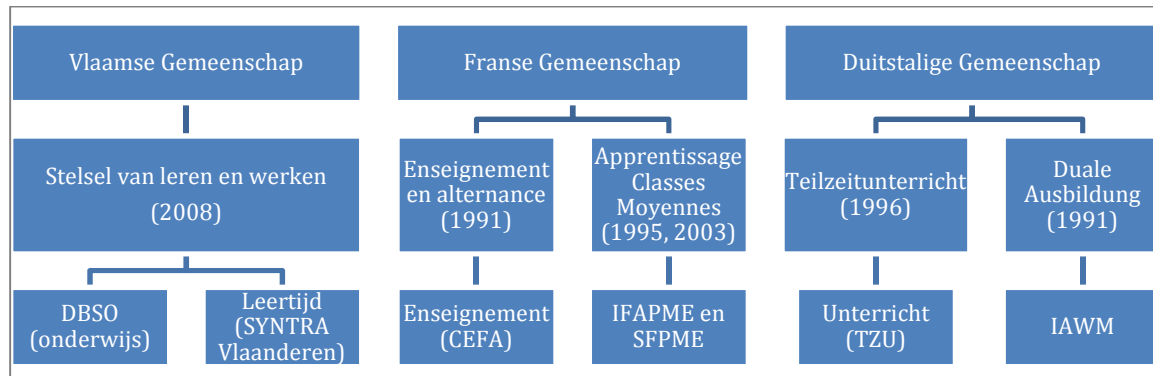 Vlaamse Gemeenschap
Franse Gemeenschap
Duitstalige Gemeenschap
Stelsel van leren en werken
(2008)
Enseignement
en alternance
(1991)
Apprentissage
Classes
Moyennes
(1995, 2003)
Teilzeitunterricht
(1996)
Duale
Ausbildung
(1991)
DBSO
(onderwijs)
Leertijd
(SYNTRA
Vlaanderen)
Enseignement
(CEFA)
IFAPME en
SFPME
Unterricht
(TZU)
IAWM